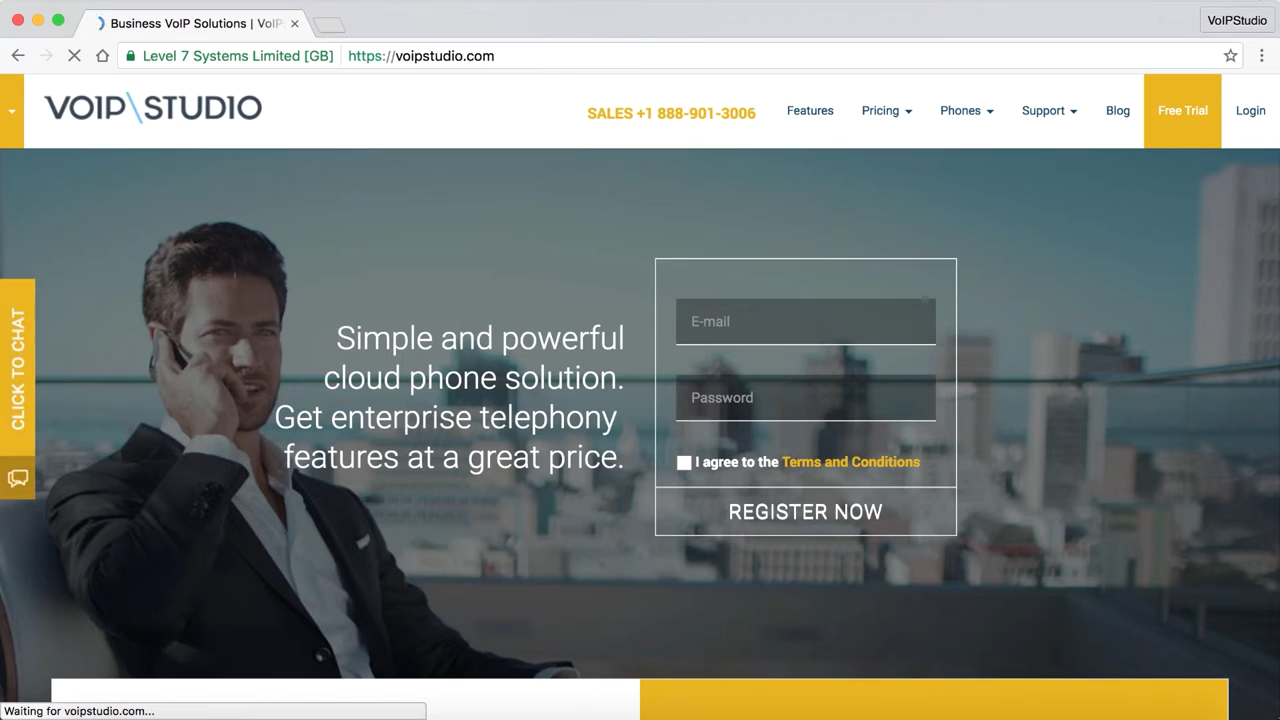 Business VoIP Solutions | VoIP
VoIPStudio
Level 7 Systems Limited [GB]
https://voipstudio.com
VOIP\STUDIO
SALES +1 888-901-3006
Features
Pricing
Phones
Support
Blog
Free Trial
Login
CLICK TO CHAT
Simple and powerful
cloud phone solution.
Get enterprise telephony
features at a great price.
E-mail
Password
I agree to the Terms and Conditions
REGISTER NOW
Waiting for voipstudio.com...